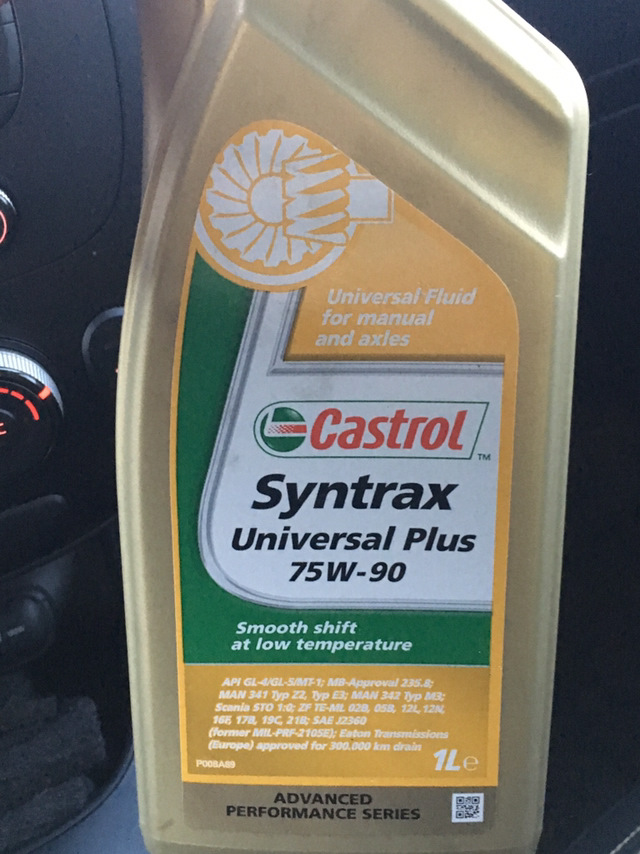 Universal Fluid
for manual
and axles
Castrol
TM
Syntrax
Universal Plus
75W-90
Smooth shift
at low temperature
API GL-4/GL-5/MT-1; MB-Approval 235.8;
MAN 341 Typ Z2, Typ E3; MAN 342 Typ M3;
Scania STO 1:0; ZF TE-ML 02B, 05B, 12L, 12N,
16F, 17B, 19C, 21B; SAE J2360
(former MIL-PRF-2105E); Eaton Transmissions
(Europe) approved for 300.000 km drain
P008A89
1L e
ADVANCED
PERFORMANCE SERIES